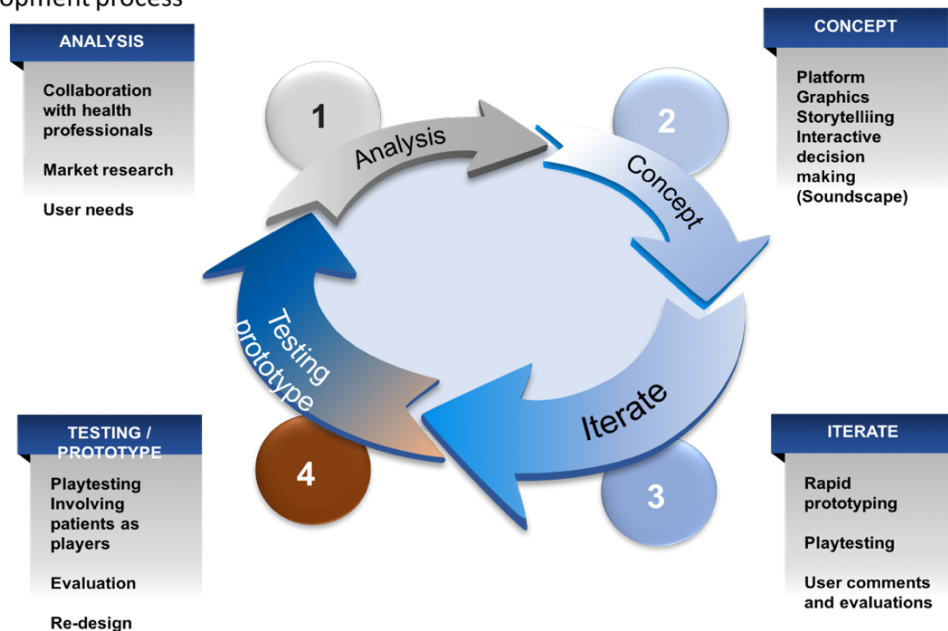 opment process
ANALYSIS
Collaboration
with health
professionals
Market research
User needs
CONCEPT
Platform
Graphics
Storytelliing
Interactive
decision
making
(Soundscape)
1
Analysis
2
Concept
Testing
prototype
Iterate
4
3
TESTING /
PROTOTYPE
Playtesting
Involving
patients as
players
Evaluation
Re-design
ITERATE
Rapid
prototyping
Playtesting
User comments
and evaluations